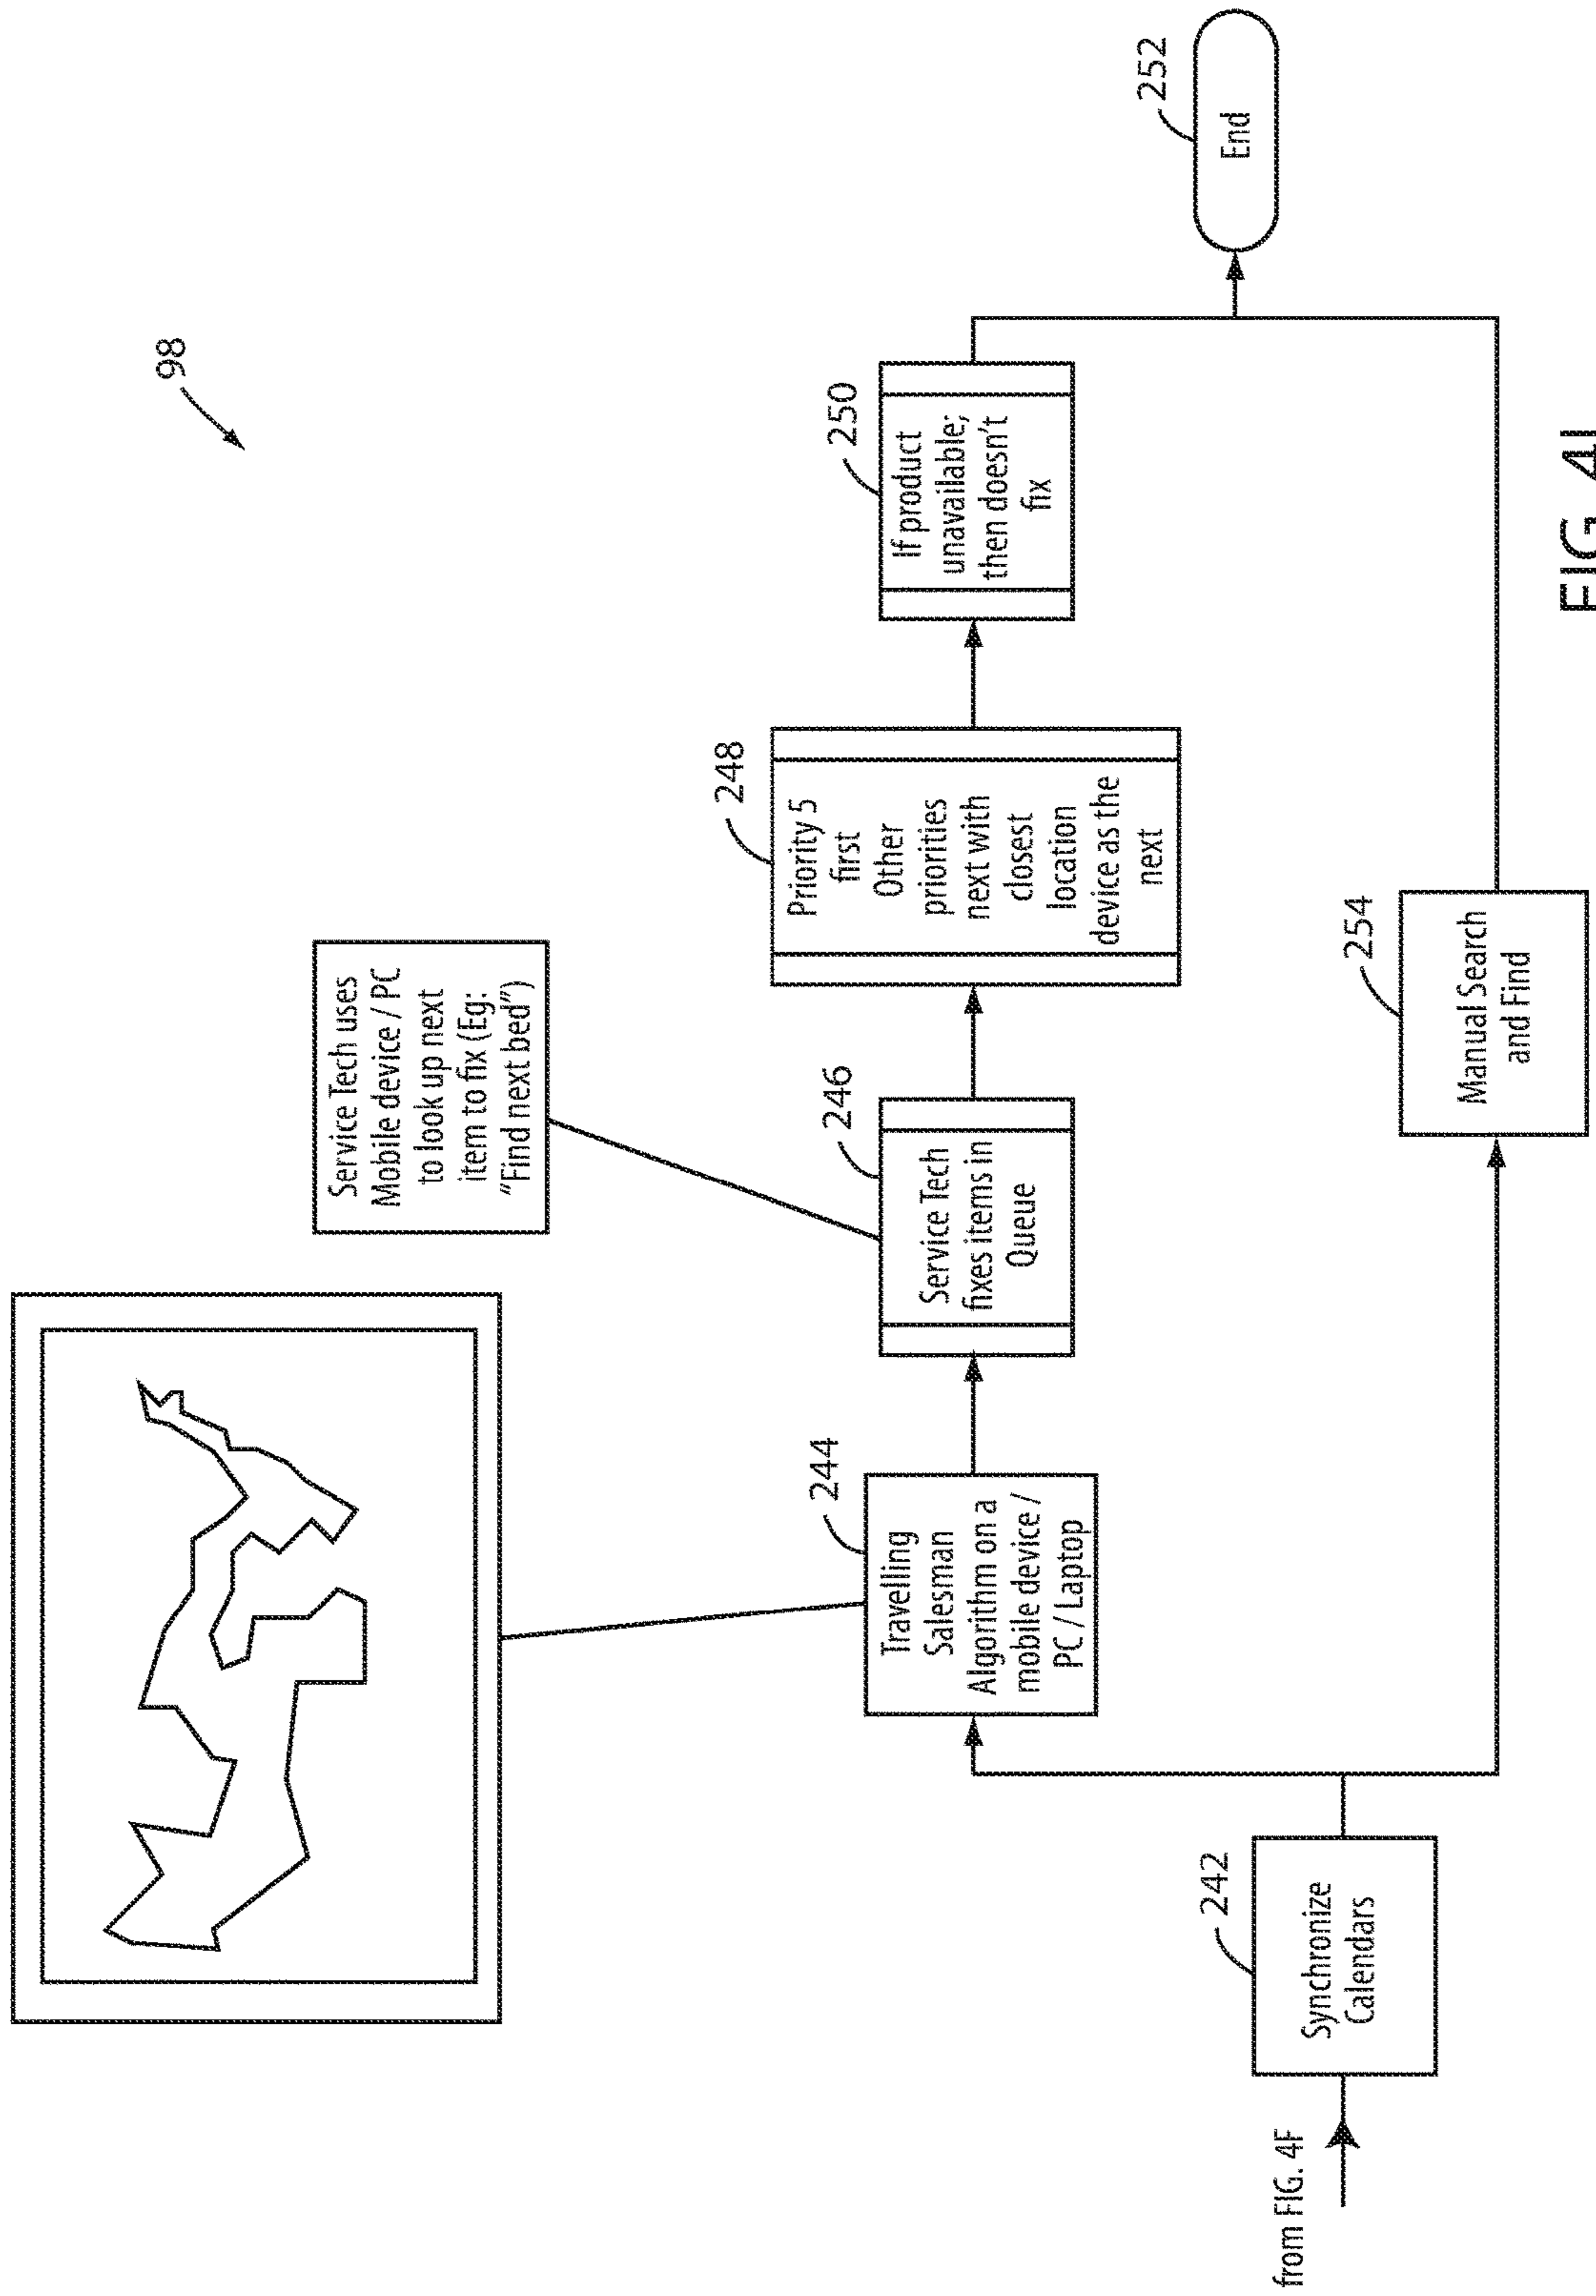 98
Service Tech uses
Mobile device / PC
to look up next
item to fix (Eg:
"Find next bed")
244
Travelling
Salesman
Algorithm on a
mobile device /
PC / Laptop
246
Service Tech
fixes items in
Queue
248
Priority 5
first
Other
priorities
next with
closest
location
device as the
next
250
If product
unavailable;
then doesn't
fix
252
End
from FIG. 4F
242
Synchronize
Calendars
254
Manual Search
and Find
FIG. 4I